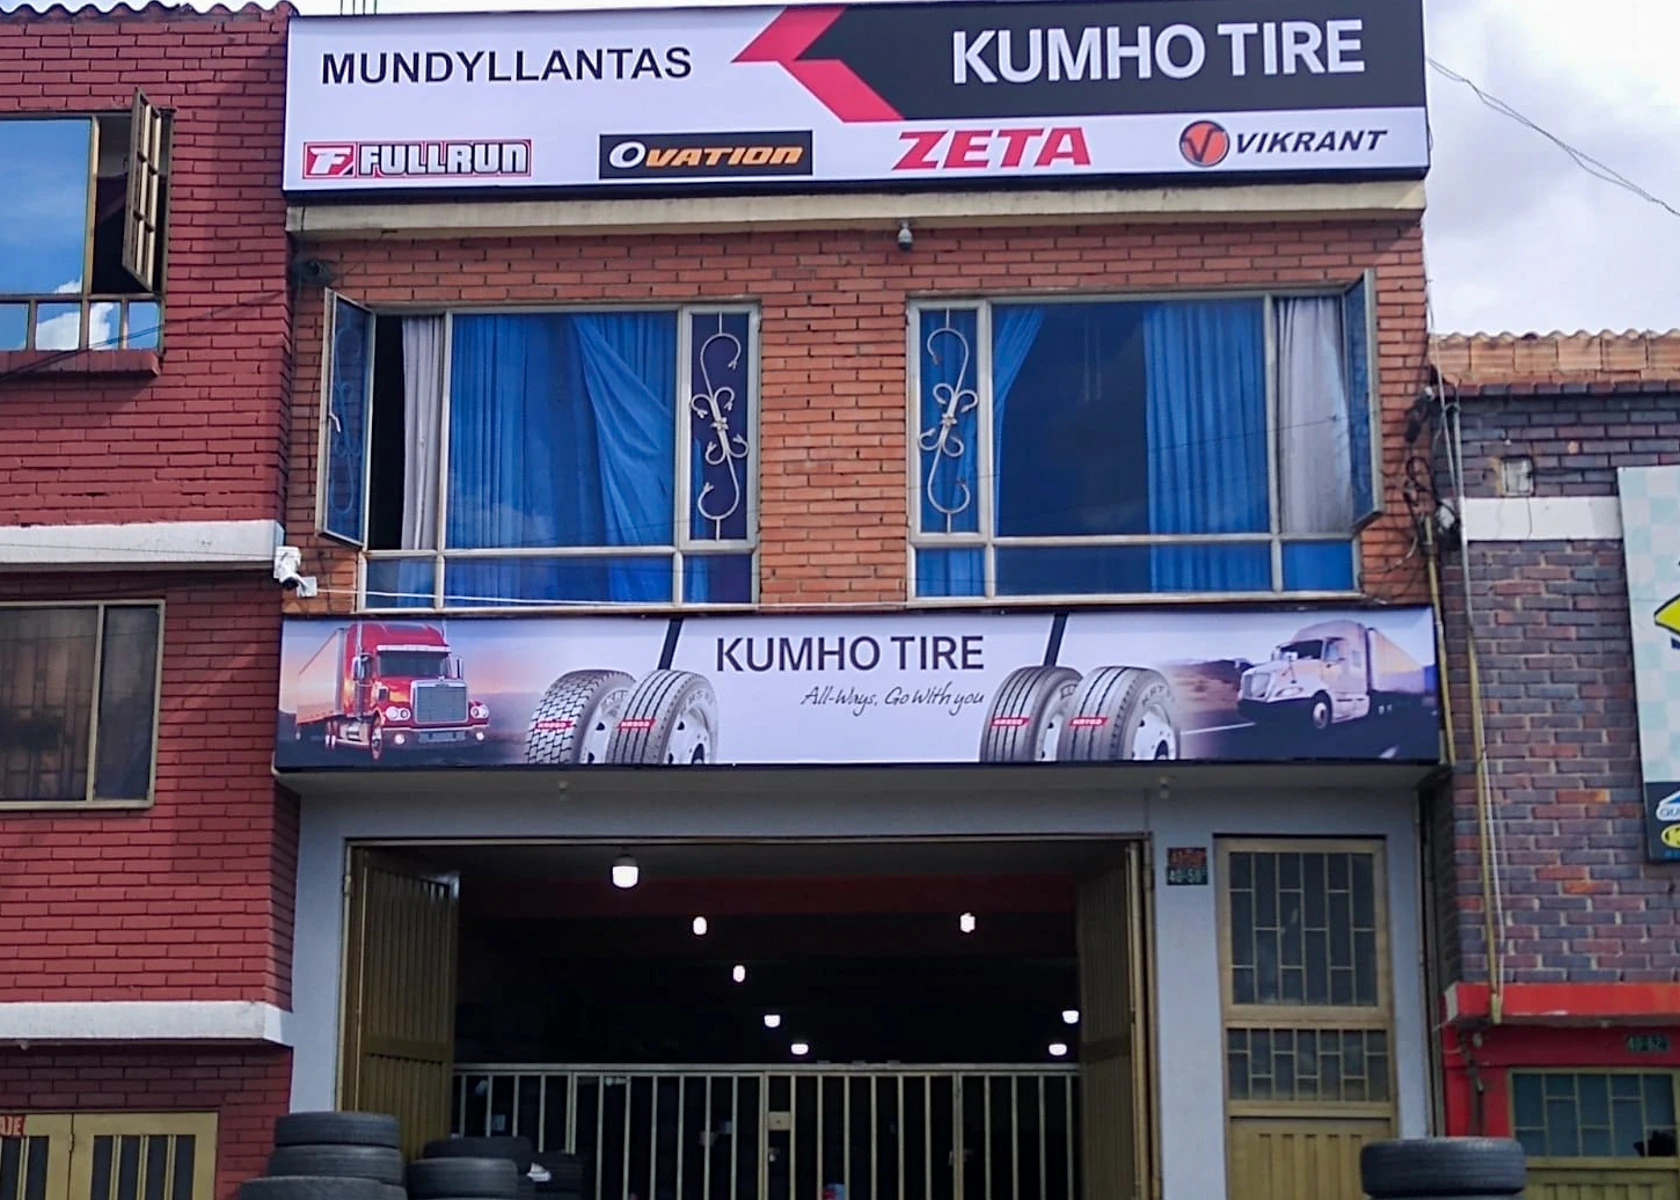 MUNDYLLANTAS
KUMHO TIRE
FULLRUN
OVATION
ZETA
VIKRANT
KUMHO TIRE
All-Ways, Go With you